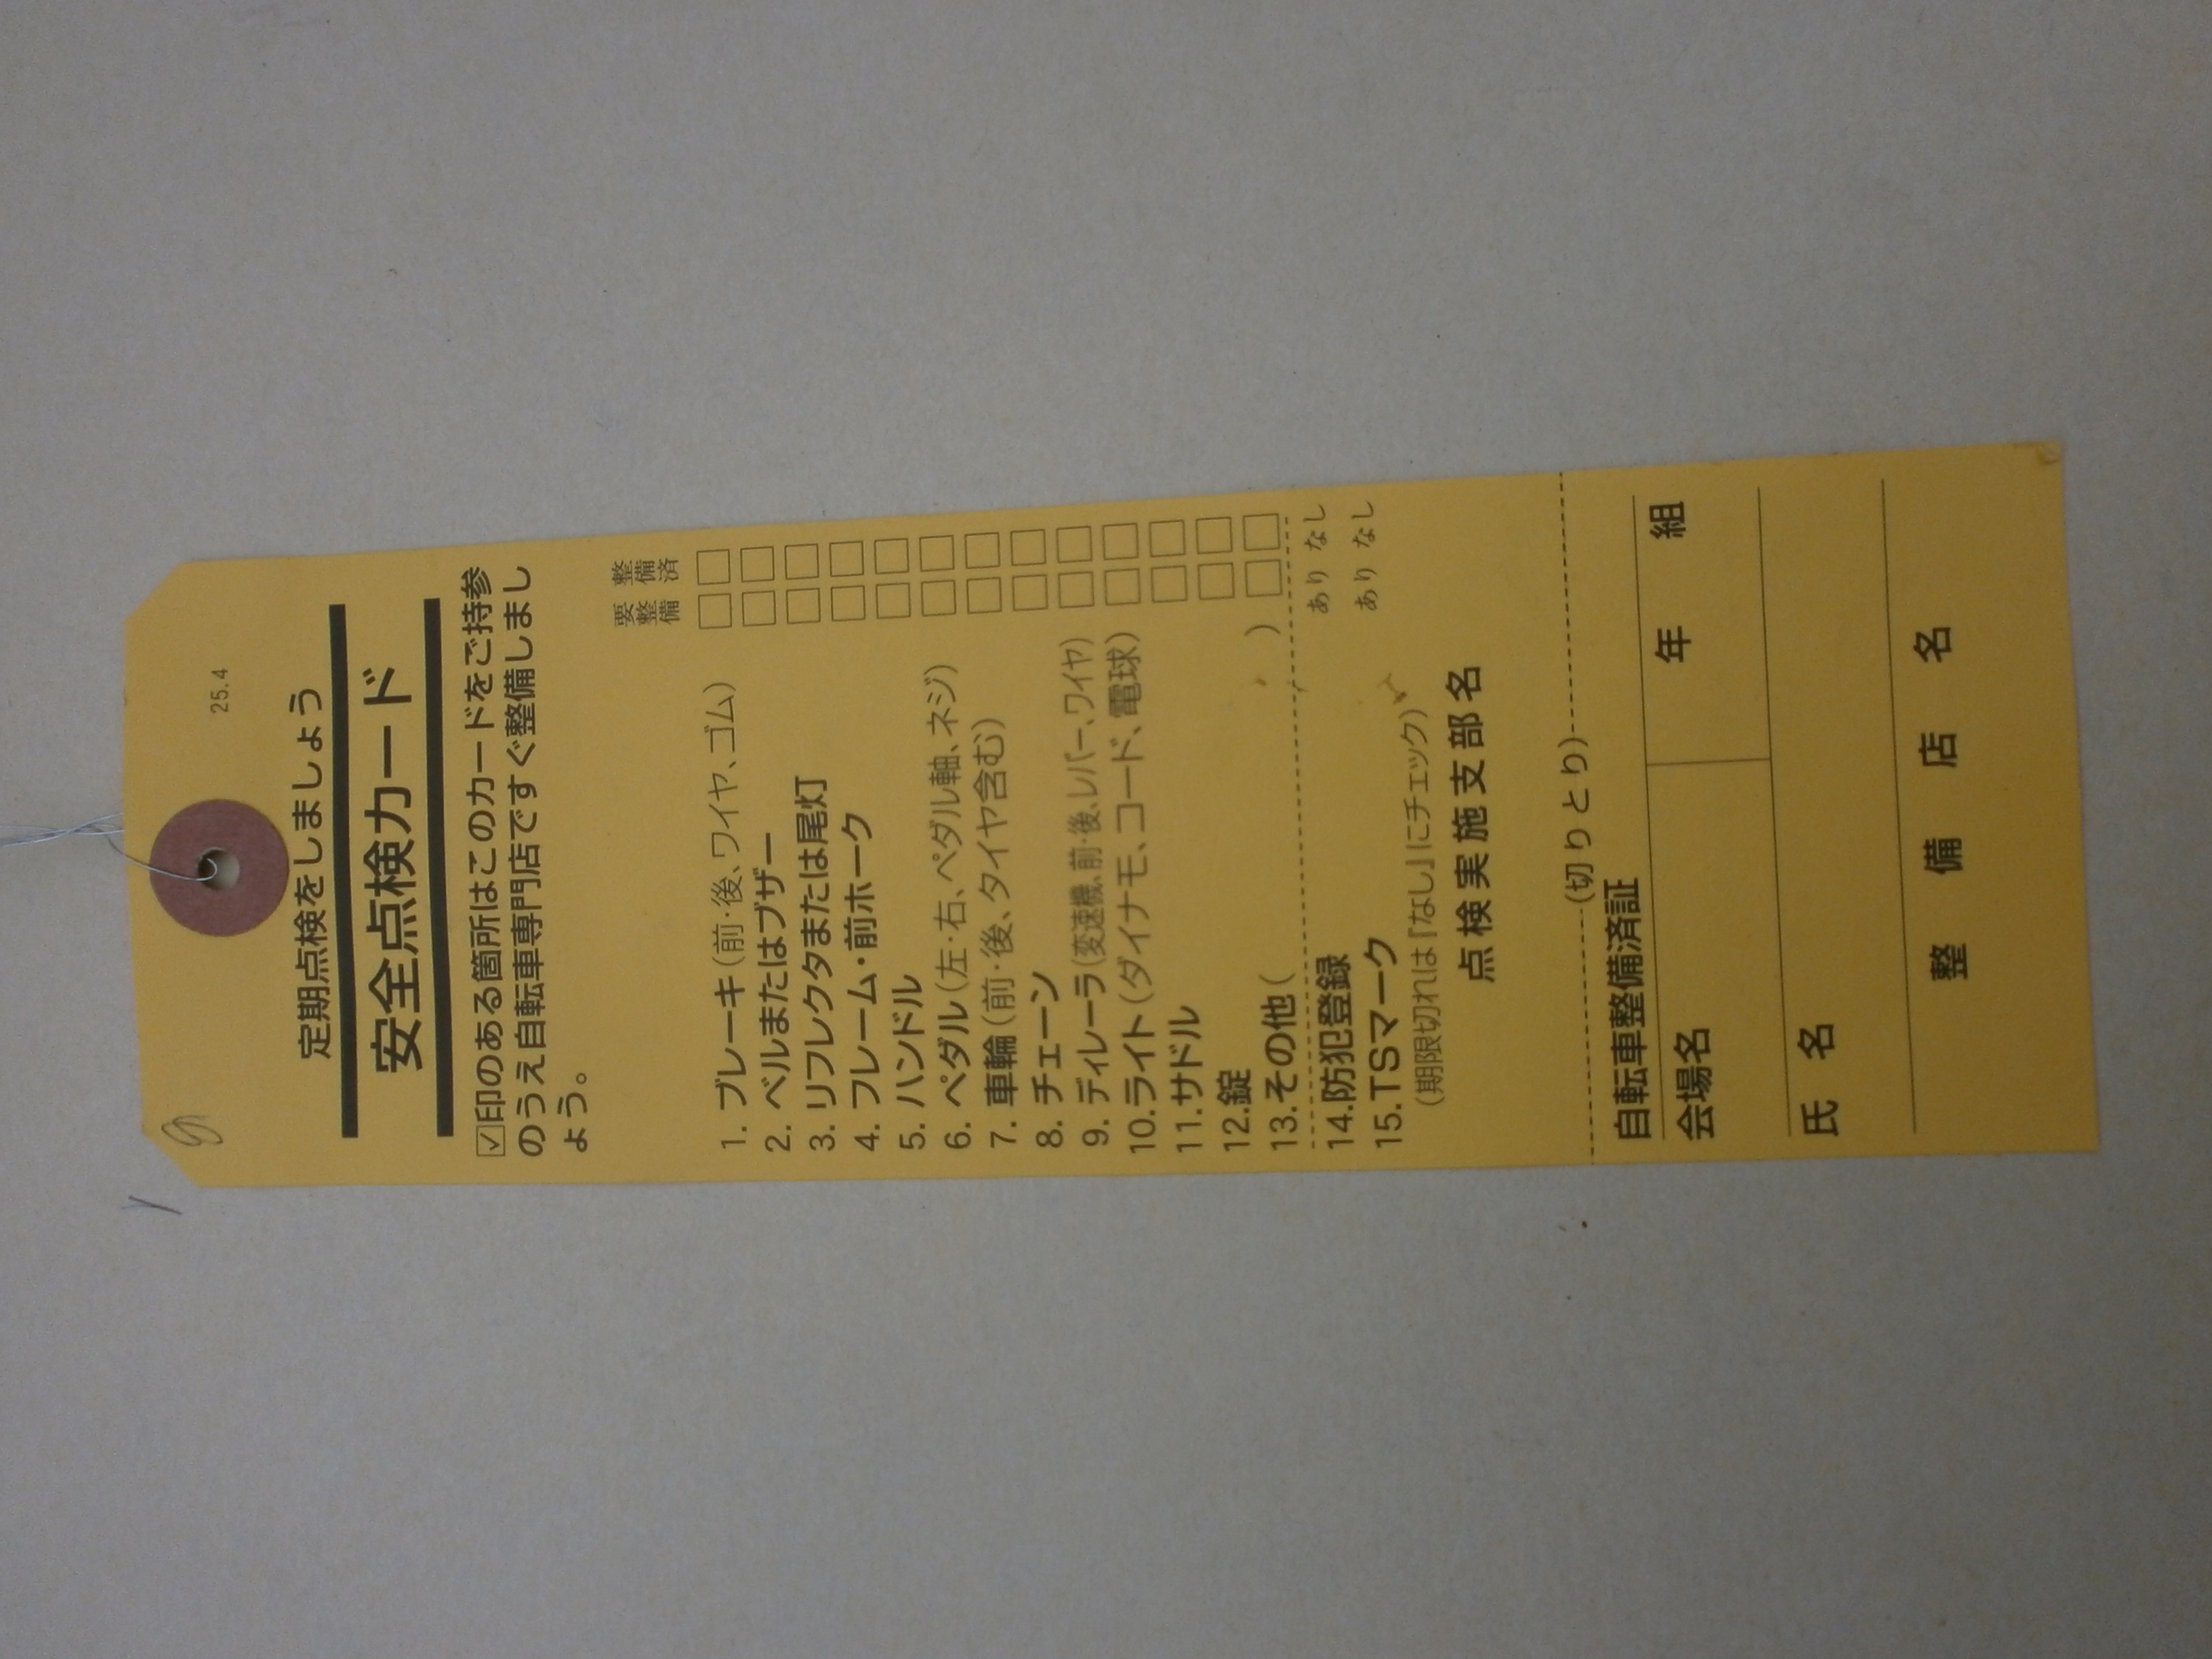 25.4
定期点検をしましょう
安全点検カード
☑印のある箇所はこのカードをご持参
のうえ自転車専門店ですぐ整備しまし
ょう。
要整備 整備済
1. ブレーキ(前・後、ワイヤ、ゴム) □ □
2. ベルまたはブザー □ □
3. リフレクタまたは尾灯 □ □
4. フレーム・前ホーク □ □
5. ハンドル □ □
6. ペダル(左・右、ペダル軸、ネジ) □ □
7. 車輪(前・後、タイヤ含む) □ □
8. チェーン □ □
9. ディレーラ(変速機、前・後、レバー、ワイヤ) □ □
10.ライト(ダイナモ、コード、電球) □ □
11.サドル □ □
12.錠 □ □
13.その他( ) □ □
14.防犯登録 あり なし
15.TSマーク あり なし
(期限切れは『なし』にチェック)
点検実施支部名
(切りとり)
自転車整備済証
会場名 年 組
氏名
整備店名